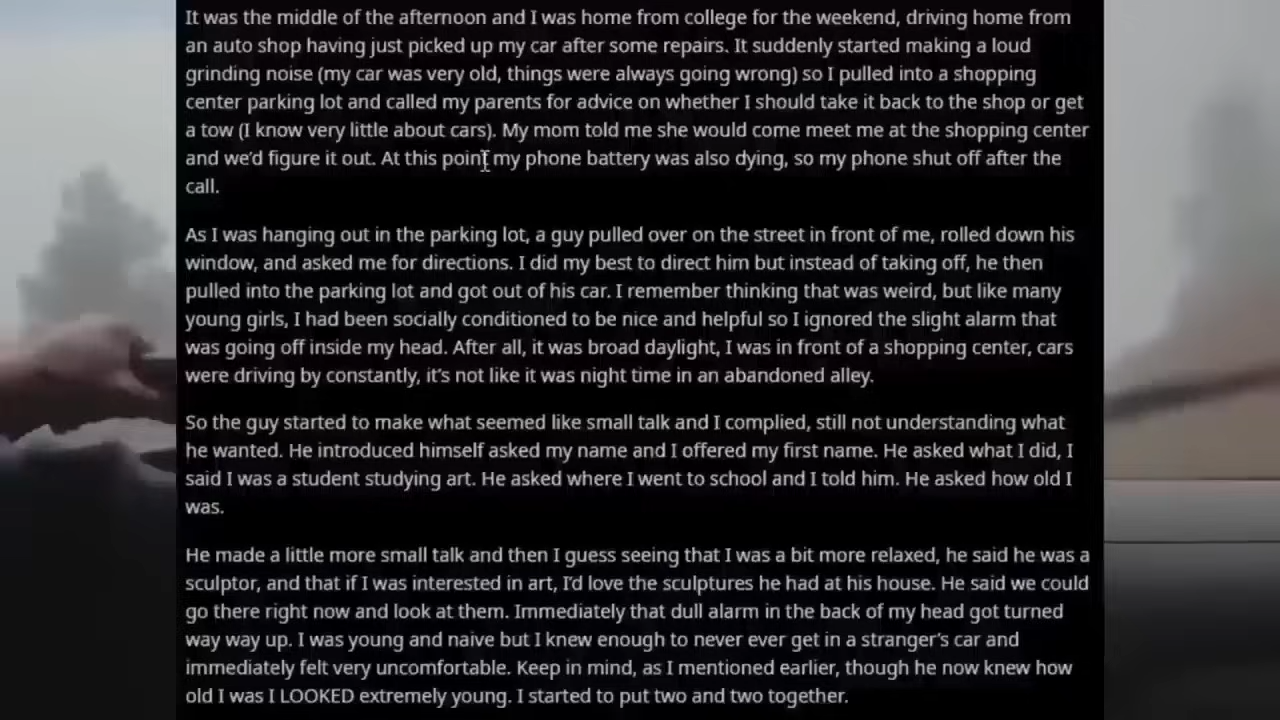 It was the middle of the afternoon and I was home from college for the weekend, driving home from
an auto shop having just picked up my car after some repairs. It suddenly started making a loud
grinding noise (my car was very old, things were always going wrong) so I pulled into a shopping
center parking lot and called my parents for advice on whether I should take it back to the shop or get
a tow (I know very little about cars). My mom told me she would come meet me at the shopping center
and we'd figure it out. At this point my phone battery was also dying, so my phone shut off after the
call.
As I was hanging out in the parking lot, a guy pulled over on the street in front of me, rolled down his
window, and asked me for directions. I did my best to direct him but instead of taking off, he then
pulled into the parking lot and got out of his car. I remember thinking that was weird, but like many
young girls, I had been socially conditioned to be nice and helpful so I ignored the slight alarm that
was going off inside my head. After all, it was broad daylight, I was in front of a shopping center, cars
were driving by constantly, it's not like it was night time in an abandoned alley.
So the guy started to make what seemed like small talk and I complied, still not understanding what
he wanted. He introduced himself asked my name and I offered my first name. He asked what I did, I
said I was a student studying art. He asked where I went to school and I told him. He asked how old I
was.
He made a little more small talk and then I guess seeing that I was a bit more relaxed, he said he was a
sculptor, and that if I was interested in art, I'd love the sculptures he had at his house. He said we could
go there right now and look at them. Immediately that dull alarm in the back of my head got turned
way way up. I was young and naive but I knew enough to never ever get in a stranger's car and
immediately felt very uncomfortable. Keep in mind, as I mentioned earlier, though he now knew how
old I was I LOOKED extremely young. I started to put two and two together.